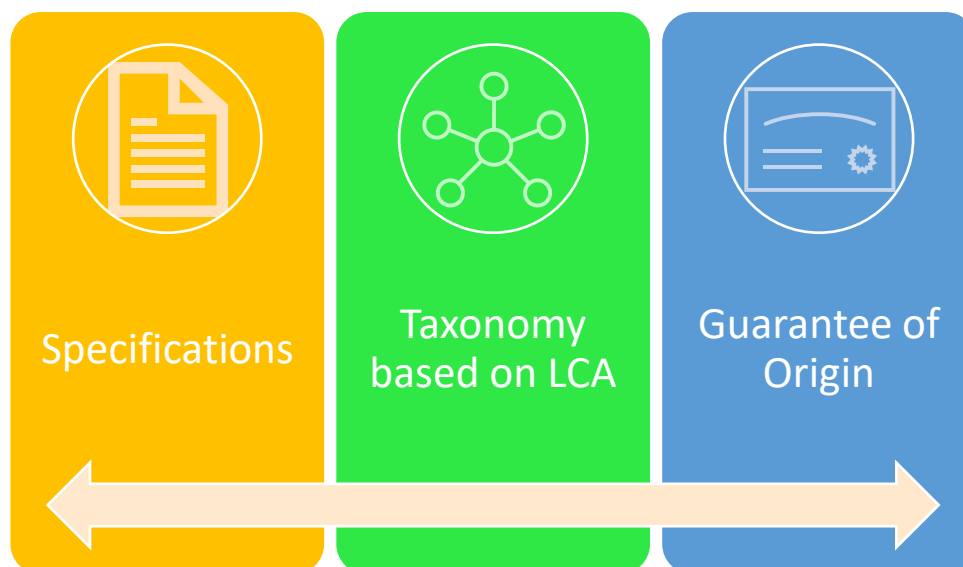 Specifications
Taxonomy
based on LCA
Guarantee of
Origin